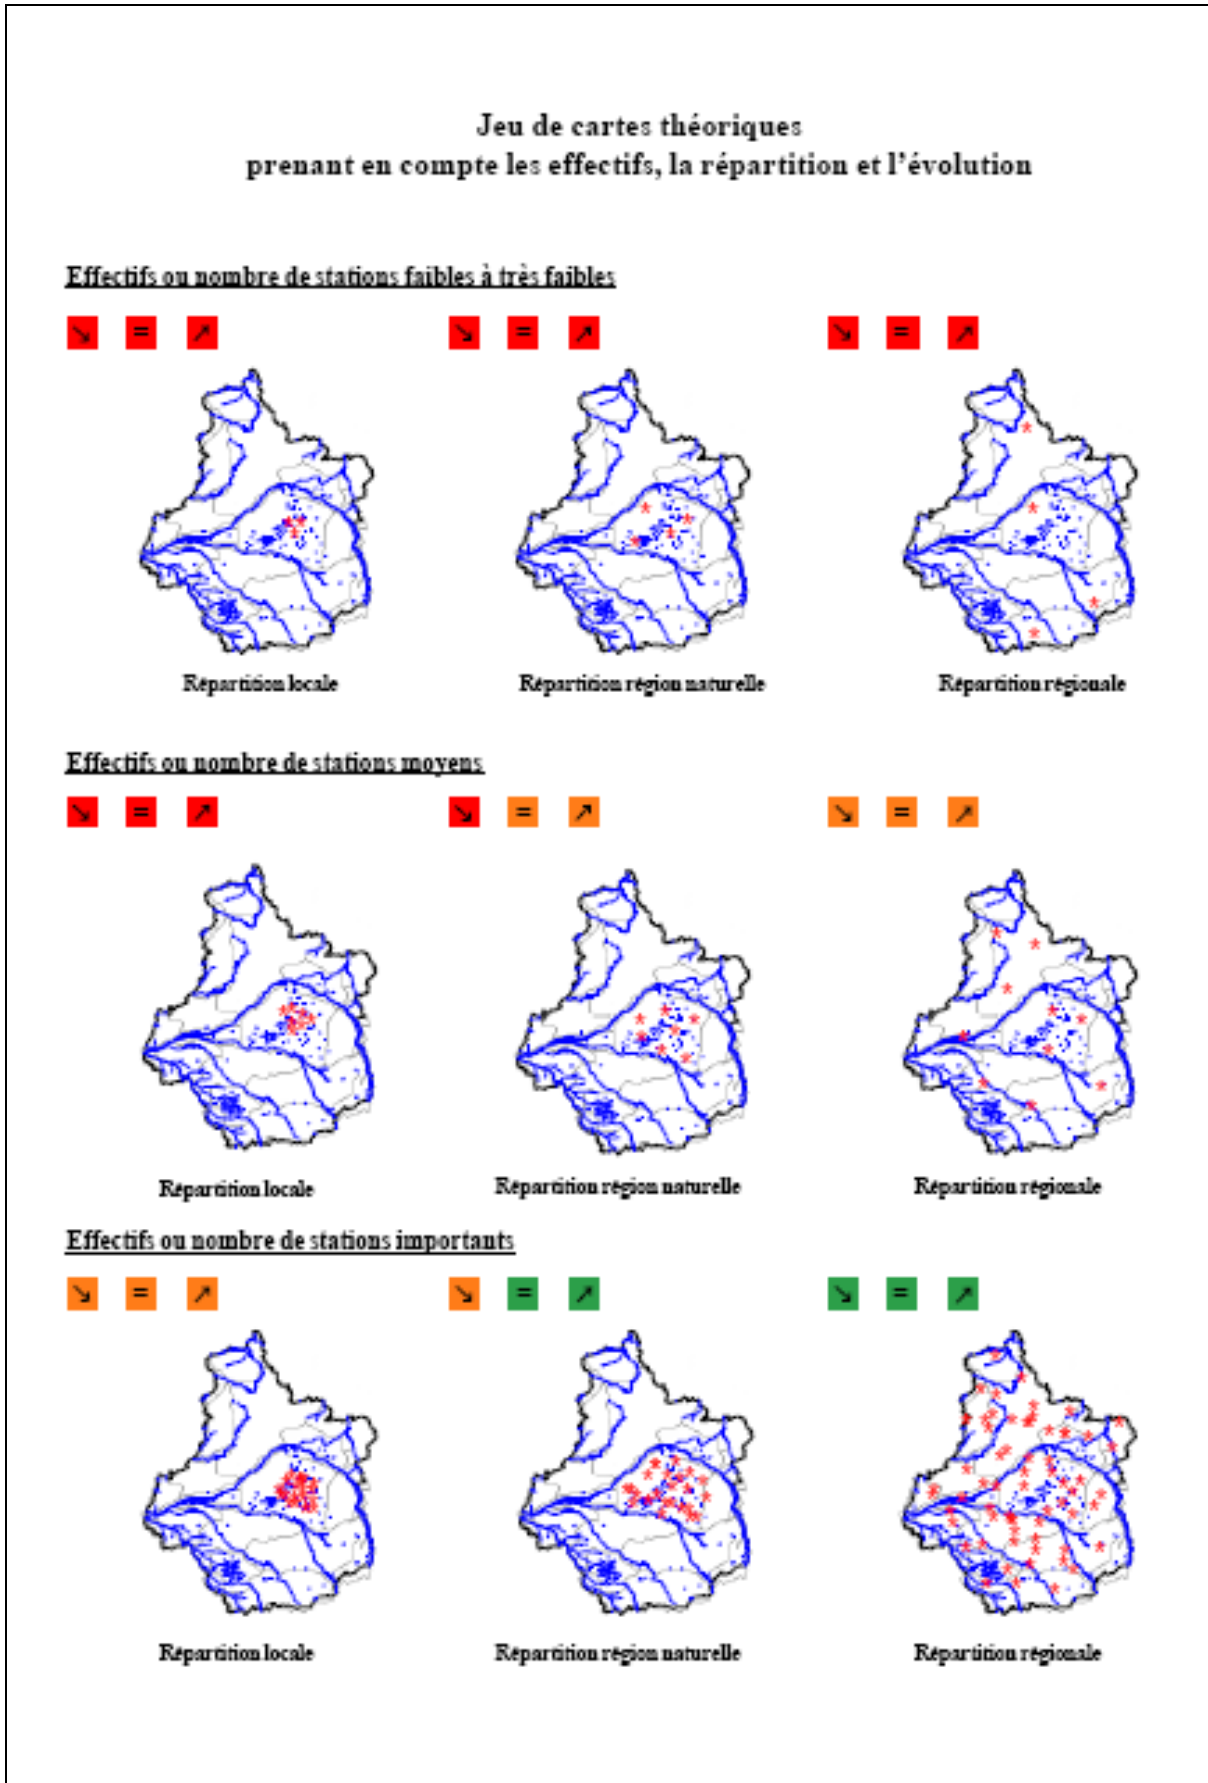 Jeu de cartes théoriques
prenant en compte les effectifs, la répartition et l'évolution
Effectifs ou nombre de stations faibles à très faibles
↘ = ↗ ↘ = ↗ ↘ = ↗
Répartition locale Répartition région naturelle Répartition régionale
Effectifs ou nombre de stations moyens
↘ = ↗ ↘ = ↗ ↘ = ↗
Répartition locale Répartition région naturelle Répartition régionale
Effectifs ou nombre de stations importants
↘ = ↗ ↘ = ↗ ↘ = ↗
Répartition locale Répartition région naturelle Répartition régionale